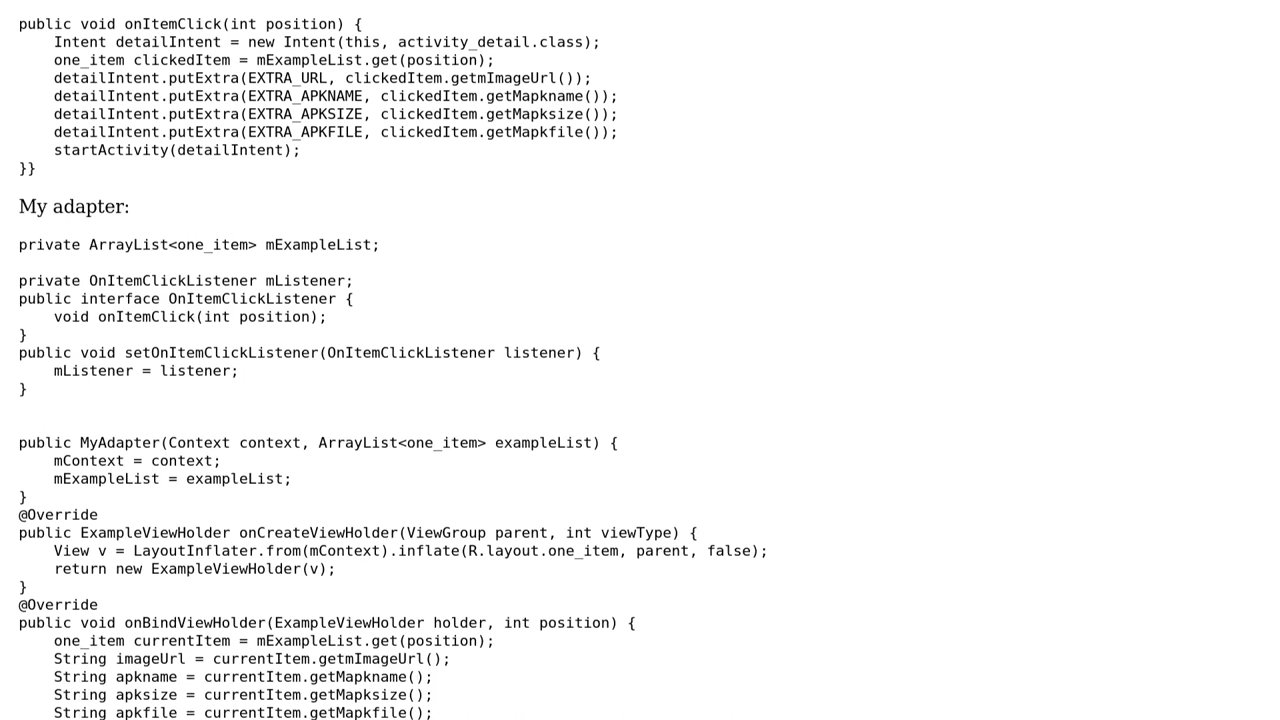 public void onItemClick(int position) {
    Intent detailIntent = new Intent(this, activity_detail.class);
    one_item clickedItem = mExampleList.get(position);
    detailIntent.putExtra(EXTRA_URL, clickedItem.getmImageUrl());
    detailIntent.putExtra(EXTRA_APKNAME, clickedItem.getMapkname());
    detailIntent.putExtra(EXTRA_APKSIZE, clickedItem.getMapksize());
    detailIntent.putExtra(EXTRA_APKFILE, clickedItem.getMapkfile());
    startActivity(detailIntent);
}}
My adapter:
private ArrayList<one_item> mExampleList;
private OnItemClickListener mListener;
public interface OnItemClickListener {
    void onItemClick(int position);
}
public void setOnItemClickListener(OnItemClickListener listener) {
    mListener = listener;
}
public MyAdapter(Context context, ArrayList<one_item> exampleList) {
    mContext = context;
    mExampleList = exampleList;
}
@Override
public ExampleViewHolder onCreateViewHolder(ViewGroup parent, int viewType) {
    View v = LayoutInflater.from(mContext).inflate(R.layout.one_item, parent, false);
    return new ExampleViewHolder(v);
}
@Override
public void onBindViewHolder(ExampleViewHolder holder, int position) {
    one_item currentItem = mExampleList.get(position);
    String imageUrl = currentItem.getmImageUrl();
    String apkname = currentItem.getMapkname();
    String apksize = currentItem.getMapksize();
    String apkfile = currentItem.getMapkfile();